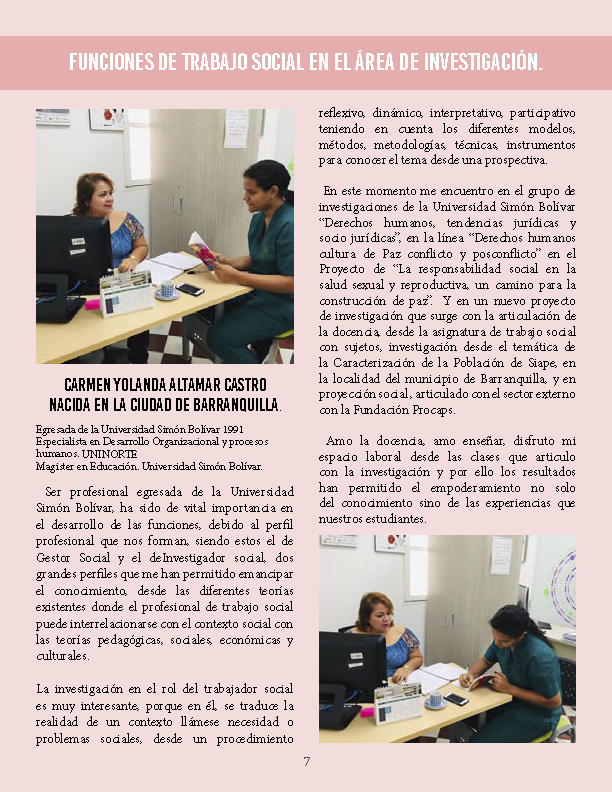 FUNCIONES DE TRABAJO SOCIAL EN EL ÁREA DE INVESTIGACIÓN.
CARMEN YOLANDA ALTAMAR CASTRO
NACIDA EN LA CIUDAD DE BARRANQUILLA.
Egresada de la Universidad Simón Bolívar 1991
Especialista en Desarrollo Organizacional y procesos
humanos. UNINORTE
Magister en Educación. Universidad Simón Bolívar.
Ser profesional egresada de la Universidad
Simón Bolívar, ha sido de vital importancia en
el desarrollo de las funciones, debido al perfil
profesional que nos forman, siendo estos el de
Gestor Social y el deInvestigador social, dos
grandes perfiles que me han permitido emancipar
el conocimiento, desde las diferentes teorías
existentes donde el profesional de trabajo social
puede interrelacionarse con el contexto social con
las teorías pedagógicas, sociales, económicas y
culturales.
La investigación en el rol del trabajador social
es muy interesante, porque en él, se traduce la
realidad de un contexto llámese necesidad o
problemas sociales, desde un procedimiento
reflexivo, dinámico, interpretativo, participativo
teniendo en cuenta los diferentes modelos,
métodos, metodologías, técnicas, instrumentos
para conocer el tema desde una prospectiva.
En este momento me encuentro en el grupo de
investigaciones de la Universidad Simón Bolívar
“Derechos humanos, tendencias jurídicas y
socio jurídicas”, en la línea “Derechos humanos
cultura de Paz conflicto y posconflicto” en el
Proyecto de “La responsabilidad social en la
salud sexual y reproductiva, un camino para la
construcción de paz”. Y en un nuevo proyecto
de investigación que surge con la articulación de
la docencia, desde la asignatura de trabajo social
con sujetos, investigación desde el temática de
la Caracterización de la Población de Siape, en
la localidad del municipio de Barranquilla, y en
proyección social, articulado con el sector externo
con la Fundación Procaps.
Amo la docencia, amo enseñar, disfruto mi
espacio laboral desde las clases que articulo
con la investigación y por ello los resultados
han permitido el empoderamiento no solo
del conocimiento sino de las experiencias que
nuestros estudiantes.
7